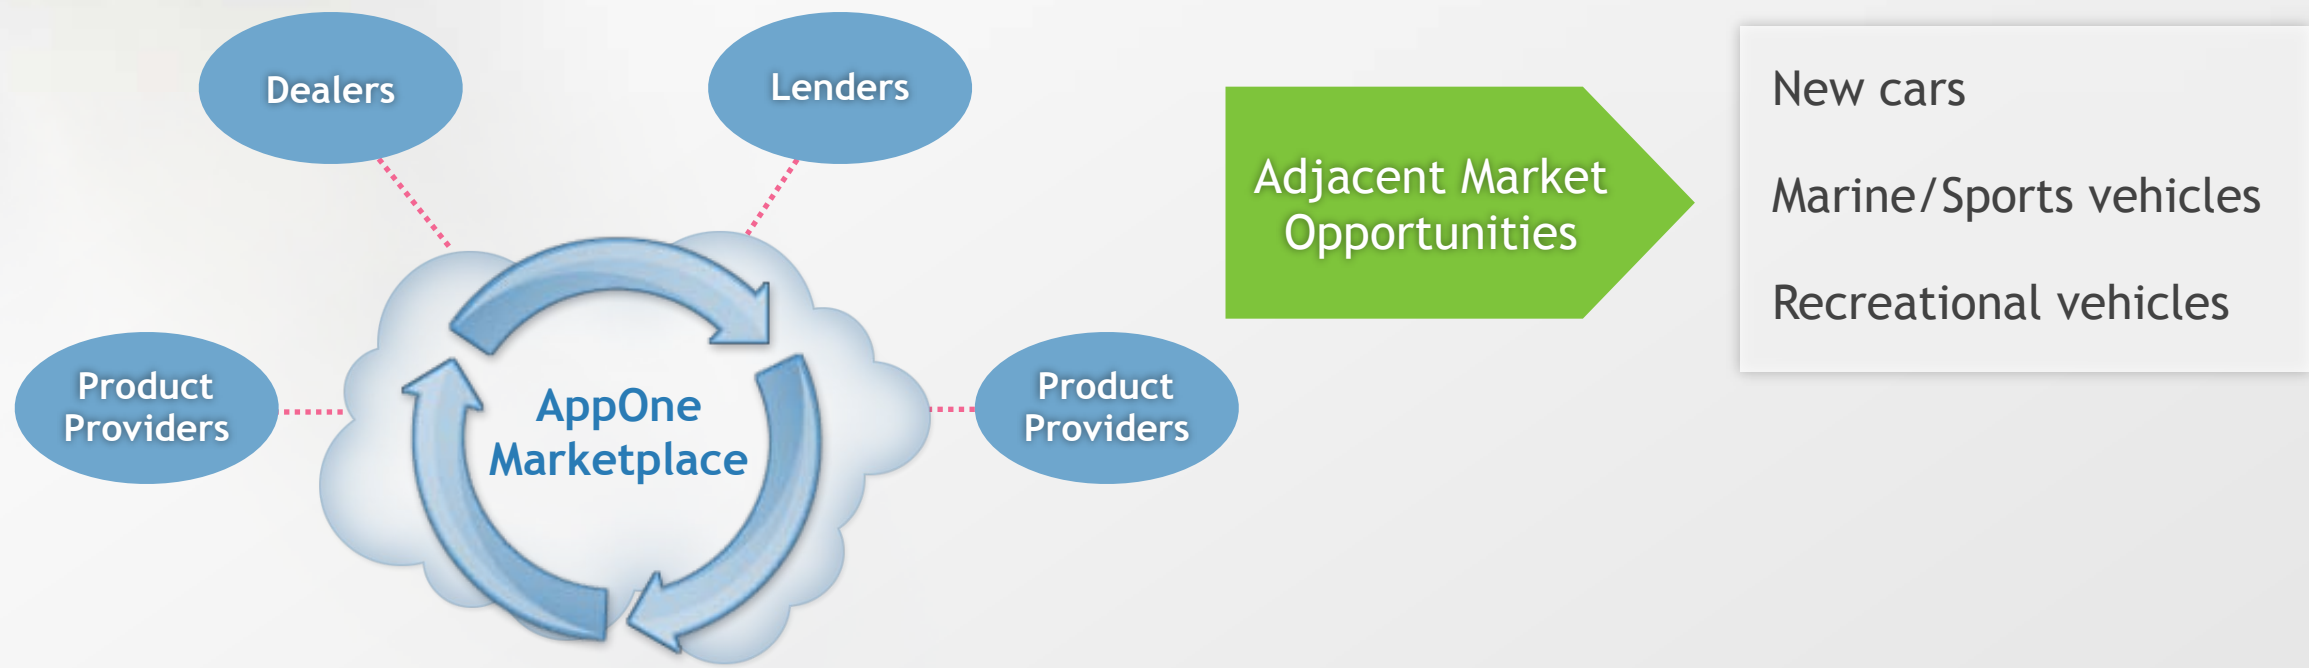 Dealers
Lenders
Product
Providers
AppOne
Marketplace
Product
Providers
Adjacent Market
Opportunities
New cars
Marine/Sports vehicles
Recreational vehicles